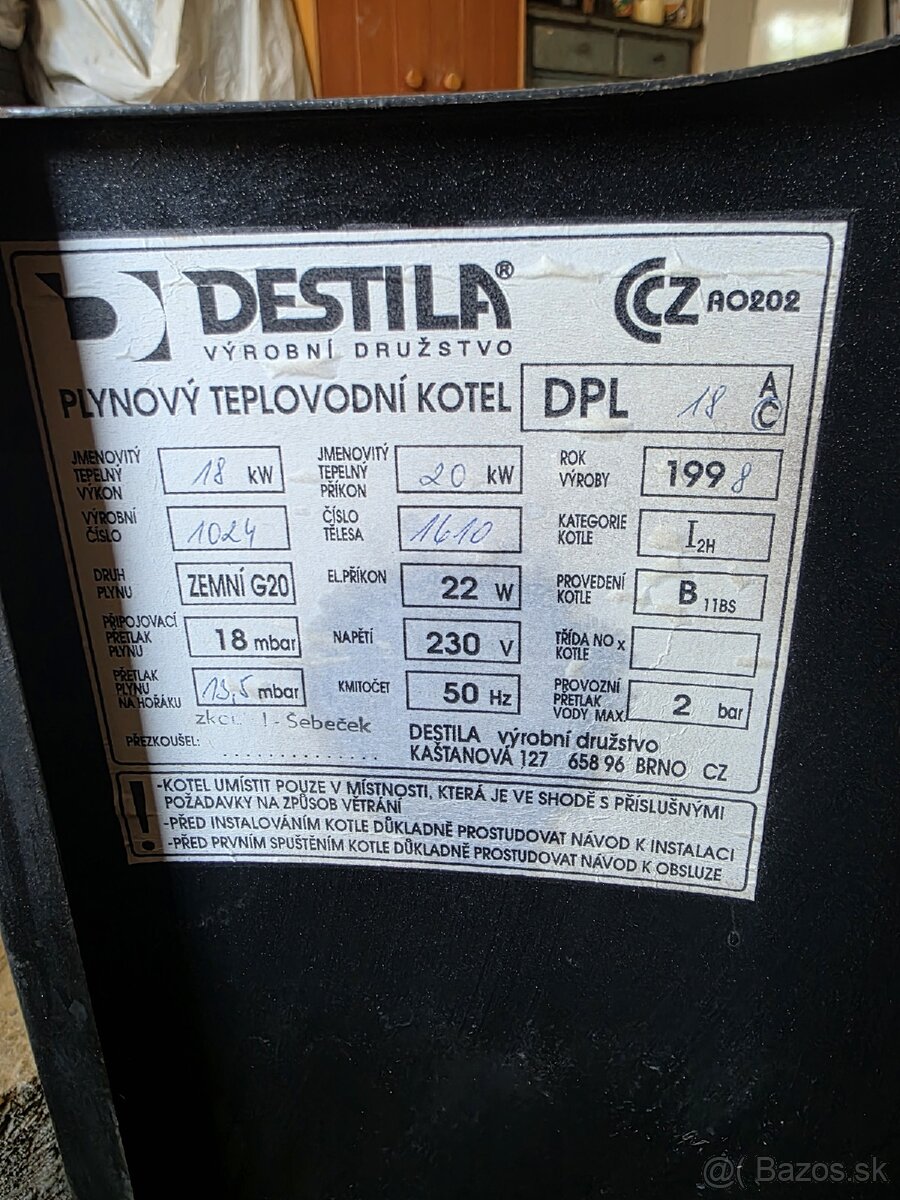 DESTILA®
VÝROBNÍ DRUŽSTVO
CCZ AO202
PLYNOVÝ TEPLOVODNÍ KOTEL DPL 18 A C
JMENOVITÝ TEPELNÝ VÝKON 18 kW
JMENOVITÝ TEPELNÝ PŘÍKON 20 kW
ROK VÝROBY 1998
VÝROBNÍ ČÍSLO 1024
ČÍSLO TĚLESA 1610
KATEGORIE KOTLE I2H
DRUH PLYNU ZEMNÍ G20
EL.PŘÍKON 22 W
PROVEDENÍ KOTLE B 11BS
PŘIPOJOVACÍ PŘETLAK PLYNU 18 mbar
NAPĚTÍ 230 V
TŘÍDA NOx KOTLE
PŘETLAK PLYNU NA HOŘÁKU 13,5 mbar
KMITOČET 50 Hz
PROVOZNÍ PŘETLAK VODY MAX. 2 bar
Šebeček
PŘEZKOUŠEL:
DESTILA výrobní družstvo
KAŠTANOVÁ 127 658 96 BRNO CZ
! -KOTEL UMÍSTIT POUZE V MÍSTNOSTI, KTERÁ JE VE SHODĚ S PŘÍSLUŠNÝMI
POŽADAVKY NA ZPŮSOB VĚTRÁNÍ
-PŘED INSTALOVÁNÍM KOTLE DŮKLADNĚ PROSTUDOVAT NÁVOD K INSTALACI
-PŘED PRVNÍM SPUŠTĚNÍM KOTLE DŮKLADNĚ PROSTUDOVAT NÁVOD K OBSLUZE
@( Bazos.sk